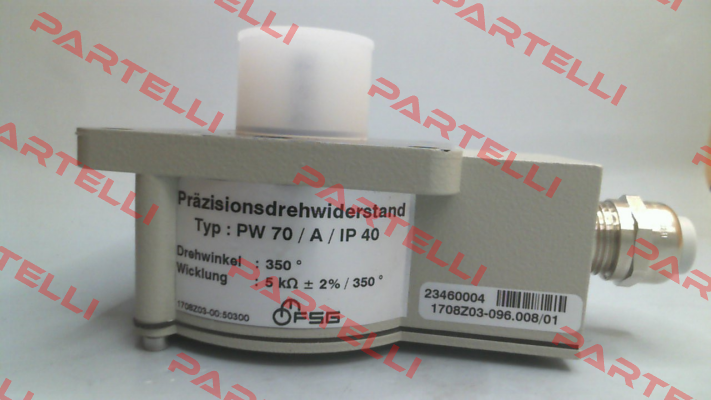 Präzisionsdrehwiderstand
Typ : PW 70 / A / IP 40
Drehwinkel : 350 °
Wicklung : 5 kΩ ± 2% / 350 °
1708Z03-00:50300
FSG
23460004
1708Z03-096.008/01
PARTELLI
PARTELLI
PARTELLI
PARTELLI
PARTELLI
PARTELLI